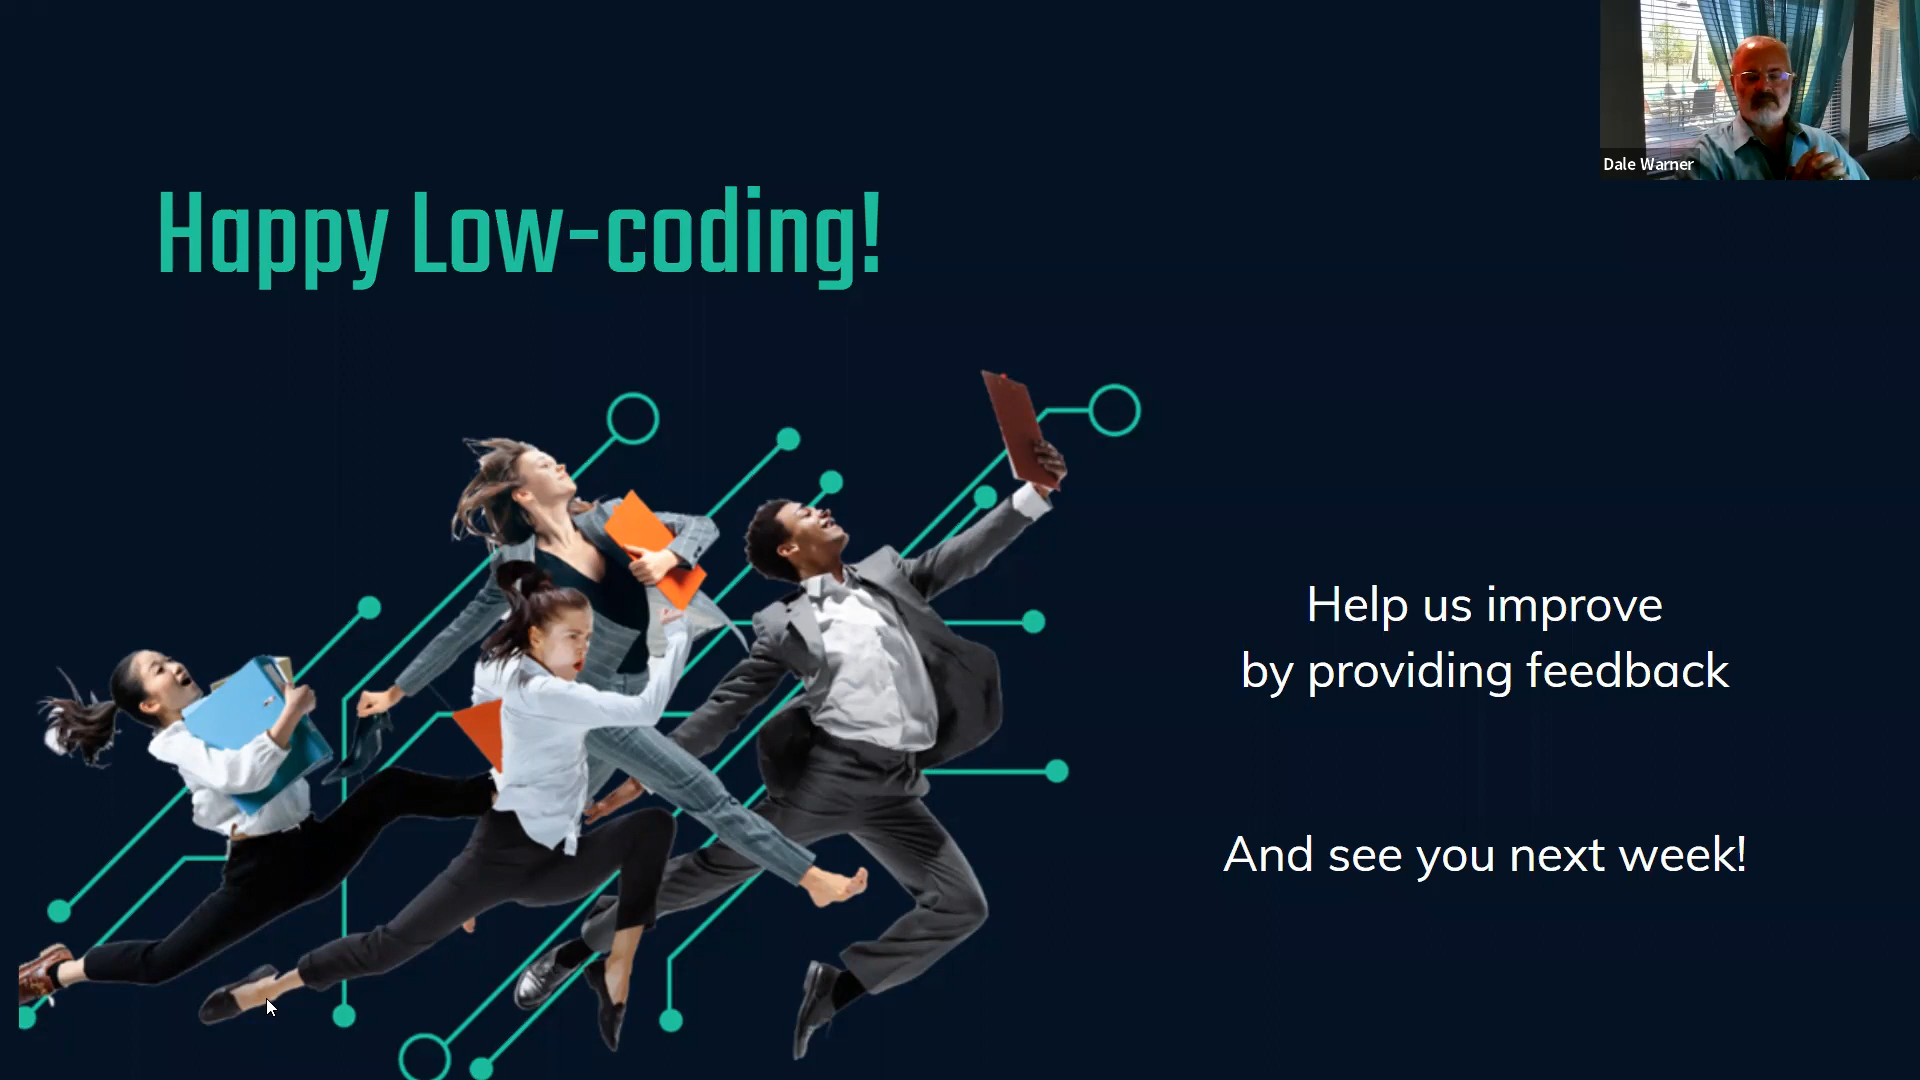 Dale Warner
Happy Low-coding!
Help us improve
by providing feedback
And see you next week!